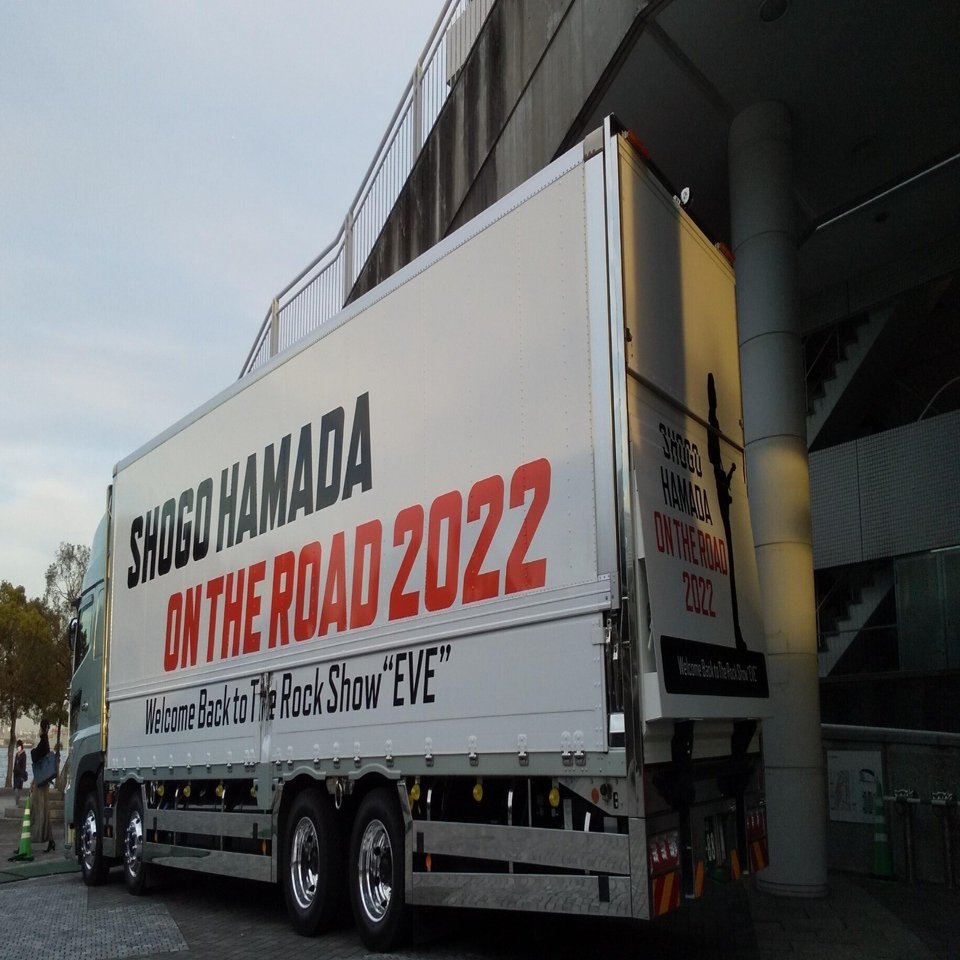 SHOGO HAMADA
ON THE ROAD 2022
Welcome Back to The Rock Show "EVE"
SHOGO
HAMADA
ON THE ROAD
2022
Welcome Back to The Rock Show "EVE"